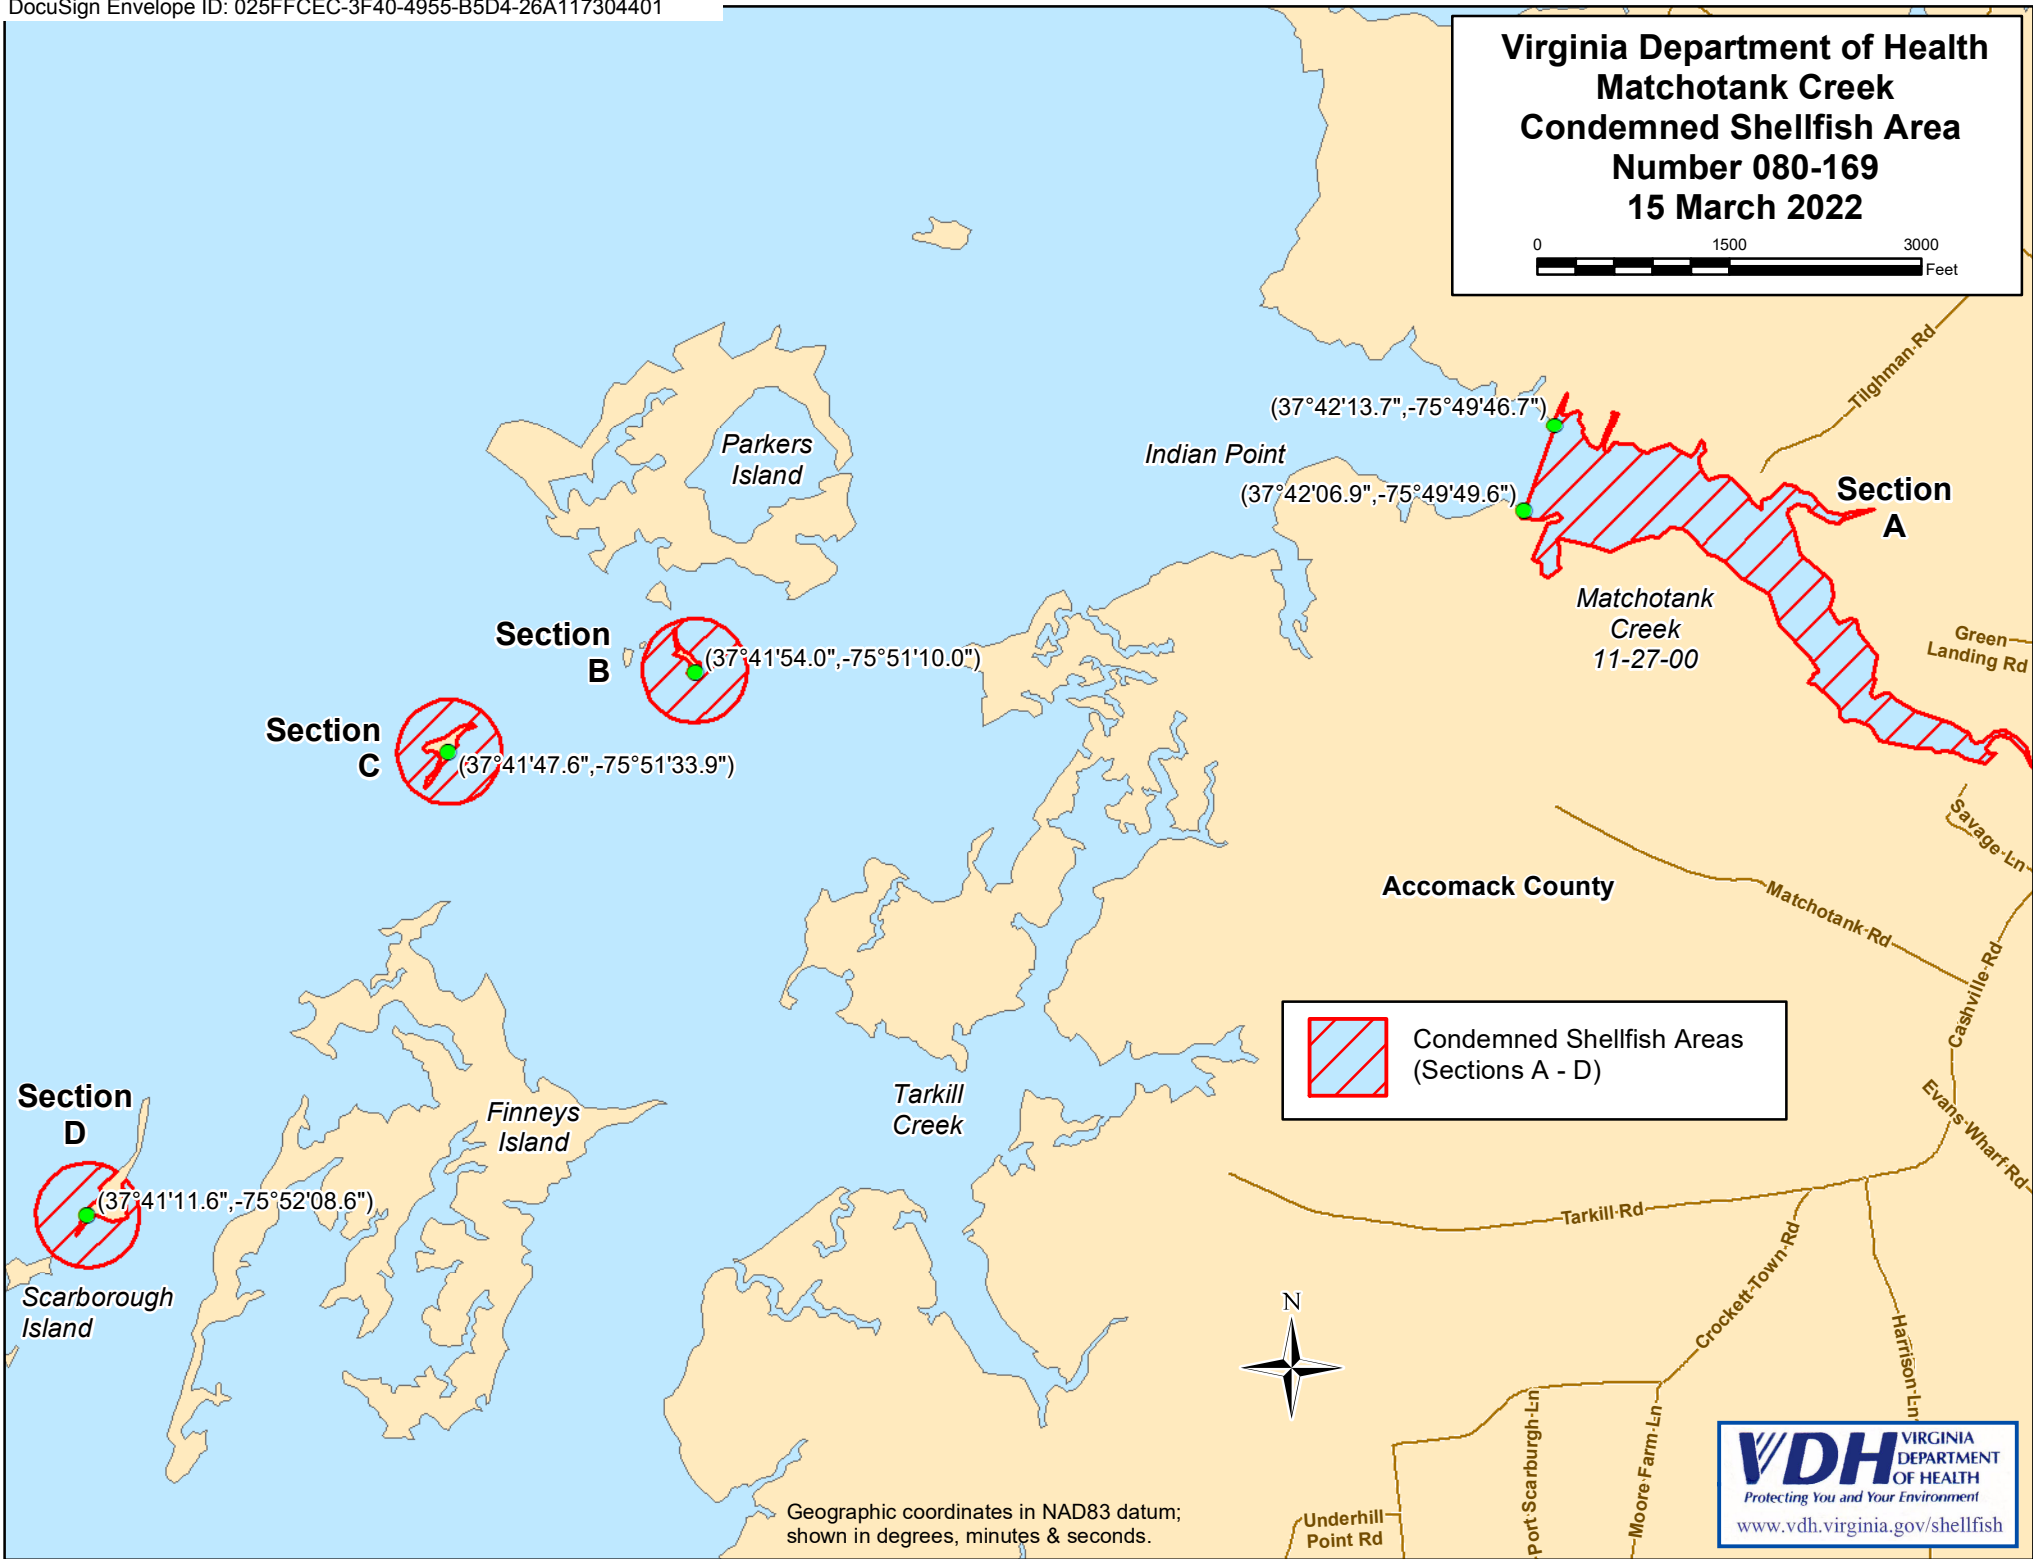 DocuSign Envelope ID: 025FFCEC-3F40-4955-B5D4-26A117304401
Virginia Department of Health
Matchotank Creek
Condemned Shellfish Area
Number 080-169
15 March 2022
0 1500 3000
Feet
Tilghman Rd
(37°42'13.7",-75°49'46.7")
Parkers
Island
Indian Point
(37°42'06.9",-75°49'49.6")
Section
A
Matchotank
Creek
11-27-00
Section
B
(37°41'54.0",-75°51'10.0")
Green
Landing Rd
Section
C
(37°41'47.6",-75°51'33.9")
Savage Ln
Accomack County
Matchotank Rd
Cashville Rd
Condemned Shellfish Areas
(Sections A - D)
Section
D
Finneys
Island
Tarkill
Creek
Evans Wharf Rd
(37°41'11.6",-75°52'08.6")
Tarkill Rd
Scarborough
Island
Crockett Town Rd
N
Harrison Ln
Port Scarburgh Ln
Moore Farm Ln
VDH VIRGINIA
DEPARTMENT
OF HEALTH
Protecting You and Your Environment
www.vdh.virginia.gov/shellfish
Geographic coordinates in NAD83 datum;
shown in degrees, minutes & seconds.
Underhill
Point Rd